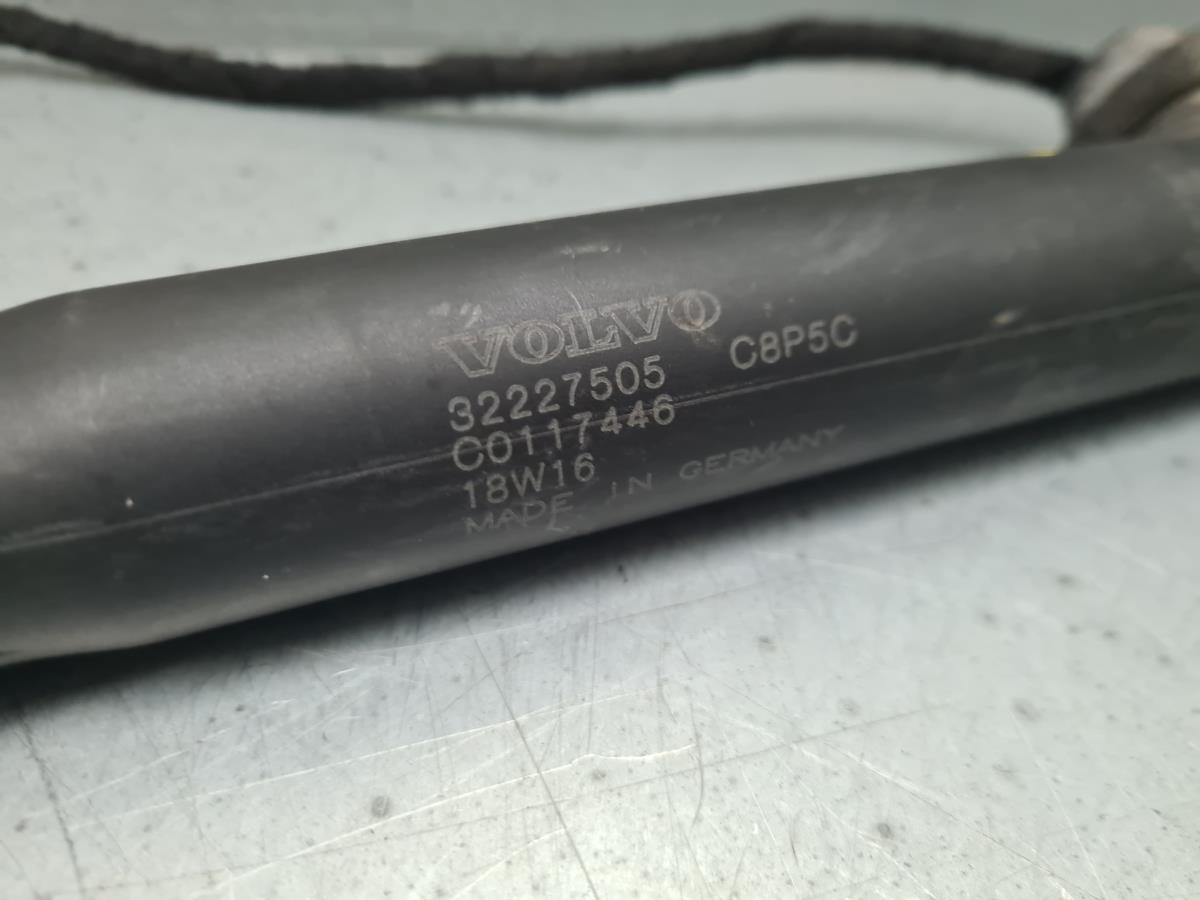 VOLVO
32227505 C8P5C
C0117446
18W16
MADE IN GERMANY